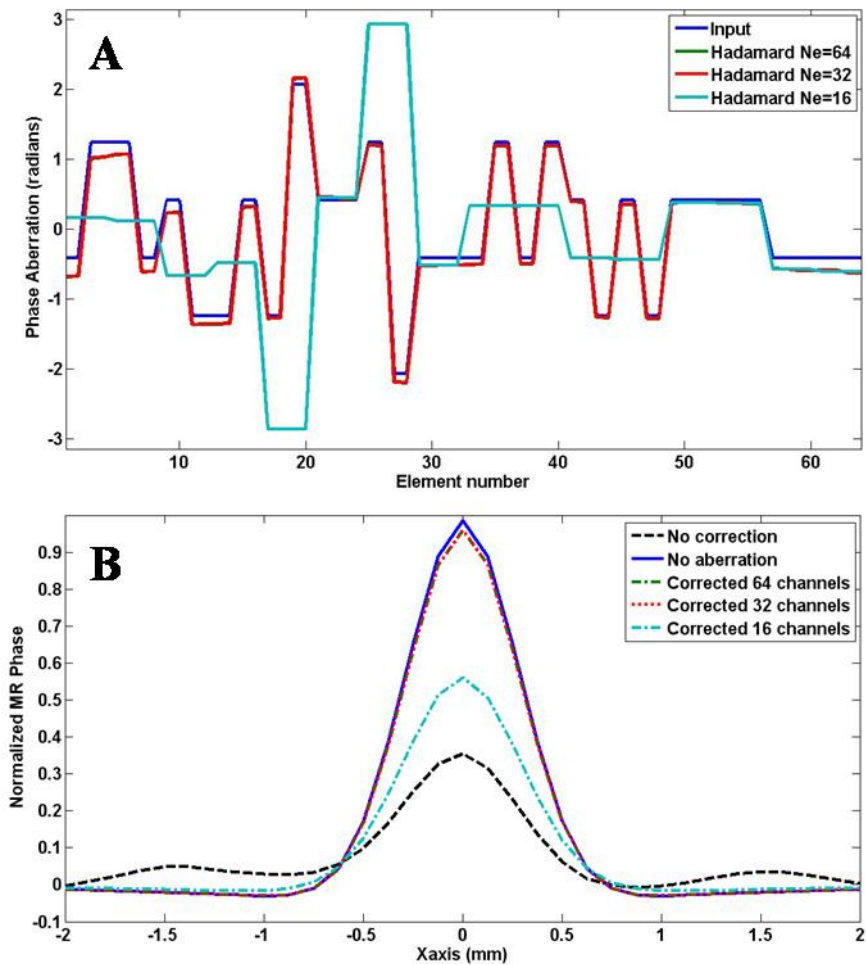 A
Input
Hadamard Ne=64
Hadamard Ne=32
Hadamard Ne=16
Phase Aberration (radians)
3
2
1
0
-1
-2
-3
10 20 30 40 50 60
Element number
B
No correction
No aberration
Corrected 64 channels
Corrected 32 channels
Corrected 16 channels
Normalized MR Phase
0.9
0.8
0.7
0.6
0.5
0.4
0.3
0.2
0.1
0
-0.1
-2 -1.5 -1 -0.5 0 0.5 1 1.5 2
Xaxis (mm)